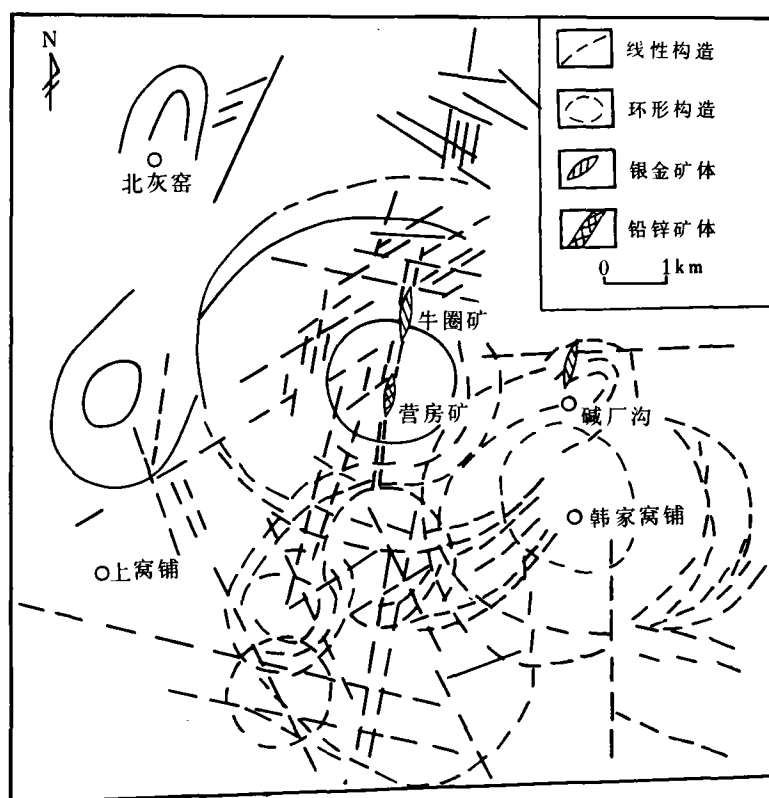 N
线性构造
环形构造
银金矿体
铅锌矿体
0 1km
北灰窑
牛圈矿
营房矿
碱厂沟
韩家窝铺
上窝铺